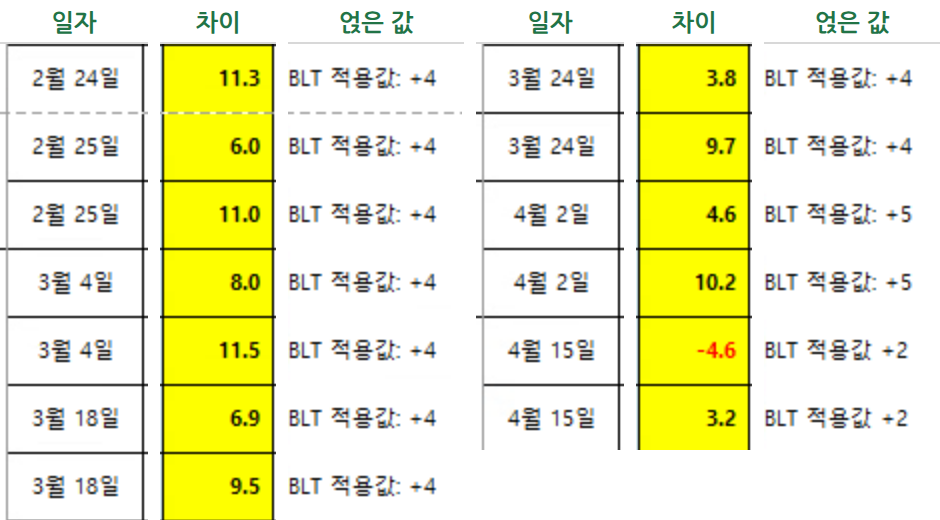 일자 차이 얹은 값
2월 24일 11.3 BLT 적용값: +4
2월 25일 6.0 BLT 적용값: +4
2월 25일 11.0 BLT 적용값: +4
3월 4일 8.0 BLT 적용값: +4
3월 4일 11.5 BLT 적용값: +4
3월 18일 6.9 BLT 적용값: +4
3월 18일 9.5 BLT 적용값: +4
일자 차이 얹은 값
3월 24일 3.8 BLT 적용값: +4
3월 24일 9.7 BLT 적용값: +4
4월 2일 4.6 BLT 적용값: +5
4월 2일 10.2 BLT 적용값: +5
4월 15일 -4.6 BLT 적용값 +2
4월 15일 3.2 BLT 적용값 +2